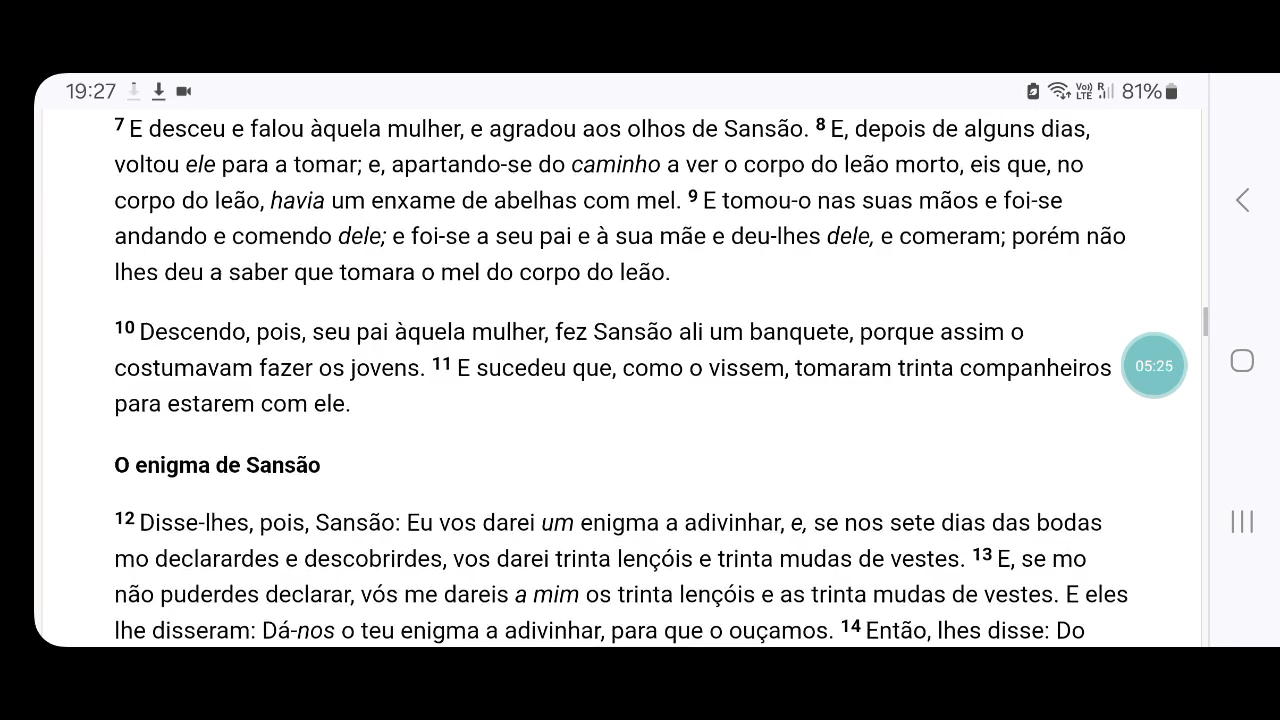 19:27
Vo)) LTE R 81%
7 E desceu e falou àquela mulher, e agradou aos olhos de Sansão. 8 E, depois de alguns dias,
voltou ele para a tomar; e, apartando-se do caminho a ver o corpo do leão morto, eis que, no
corpo do leão, havia um enxame de abelhas com mel. 9 E tomou-o nas suas mãos e foi-se
andando e comendo dele; e foi-se a seu pai e à sua mãe e deu-lhes dele, e comeram; porém não
lhes deu a saber que tomara o mel do corpo do leão.
10 Descendo, pois, seu pai àquela mulher, fez Sansão ali um banquete, porque assim o
costumavam fazer os jovens. 11 E sucedeu que, como o vissem, tomaram trinta companheiros
para estarem com ele.
05:25
O enigma de Sansão
12 Disse-lhes, pois, Sansão: Eu vos darei um enigma a adivinhar, e, se nos sete dias das bodas
mo declarardes e descobrirdes, vos darei trinta lençóis e trinta mudas de vestes. 13 E, se mo
não puderdes declarar, vós me dareis a mim os trinta lençóis e as trinta mudas de vestes. E eles
lhe disseram: Dá-nos o teu enigma a adivinhar, para que o ouçamos. 14 Então, lhes disse: Do